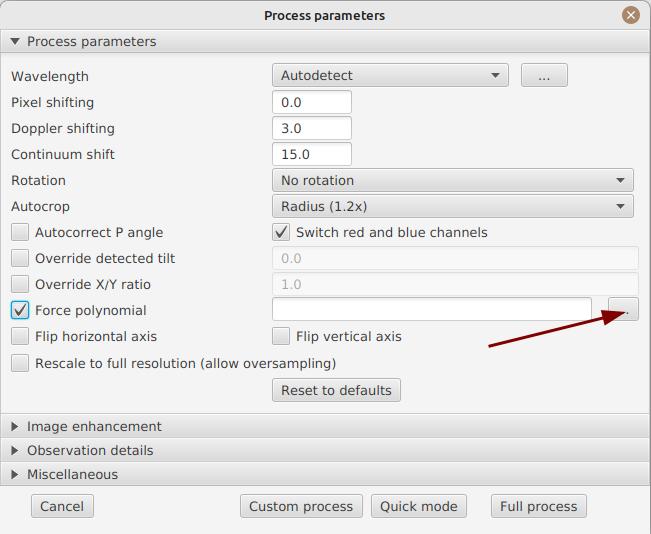 Process parameters
Process parameters
Wavelength Autodetect ...
Pixel shifting 0.0
Doppler shifting 3.0
Continuum shift 15.0
Rotation No rotation
Autocrop Radius (1.2x)
Autocorrect P angle Switch red and blue channels
Override detected tilt 0.0
Override X/Y ratio 1.0
Force polynomial
Flip horizontal axis Flip vertical axis
Rescale to full resolution (allow oversampling)
Reset to defaults
Image enhancement
Observation details
Miscellaneous
Cancel Custom process Quick mode Full process